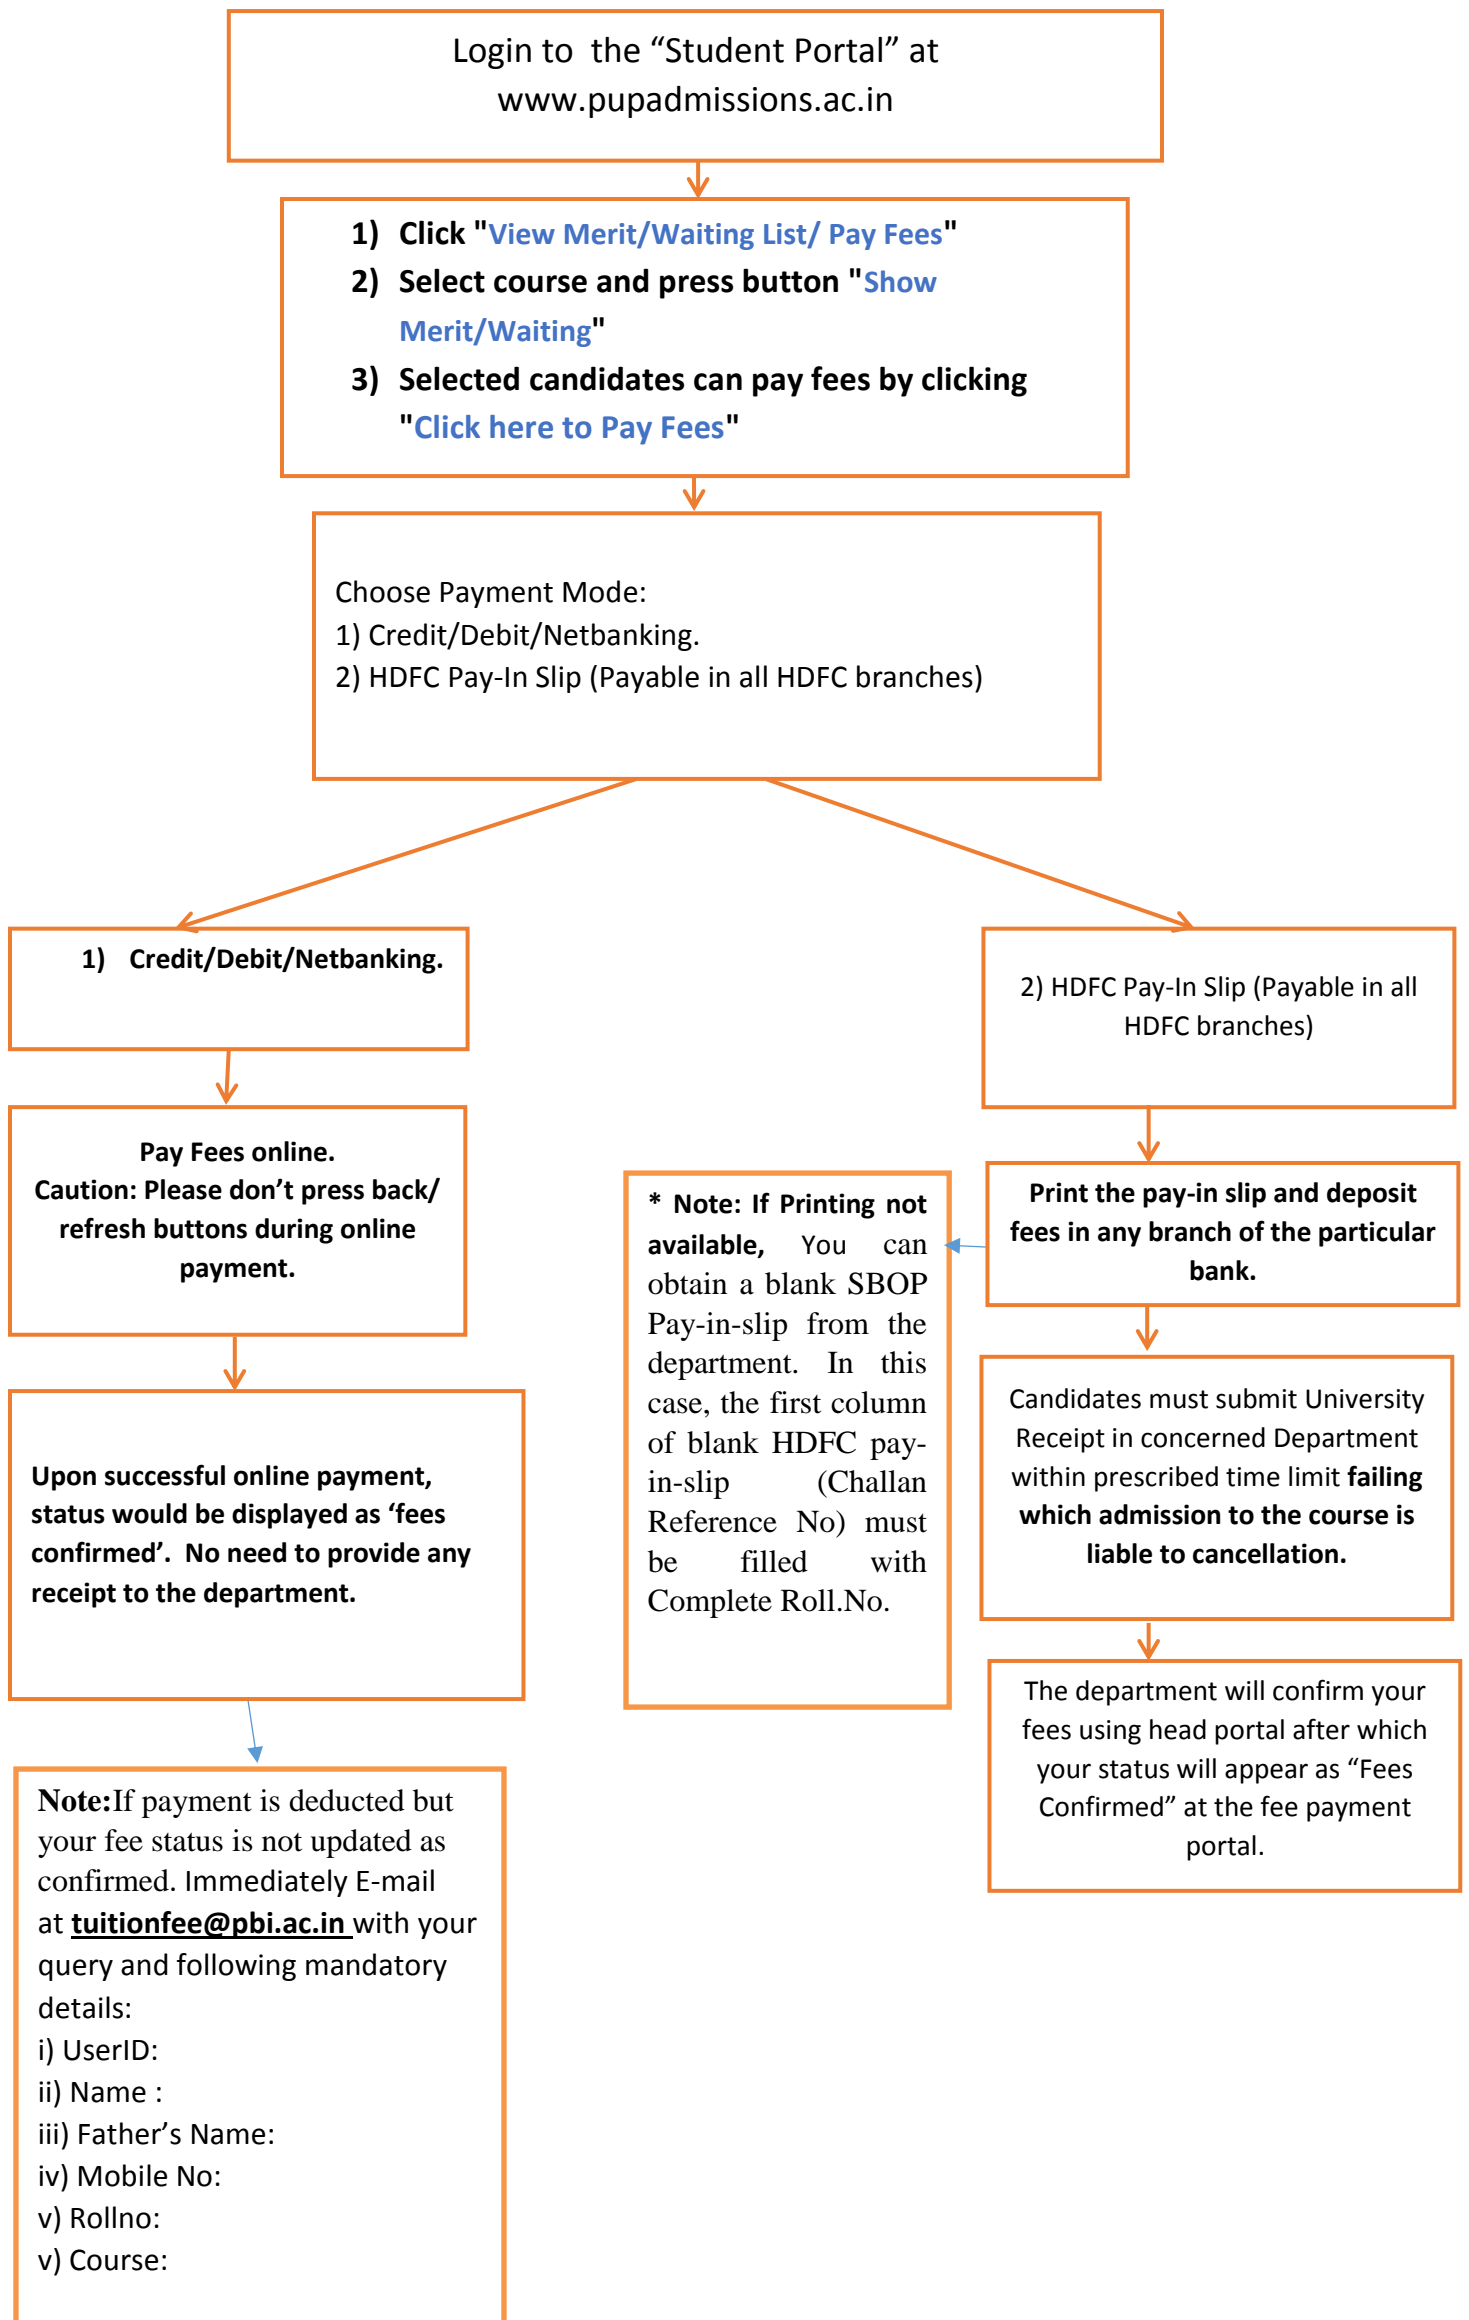 Login to  the “Student Portal” at
www.pupadmissions.ac.in
1) Click "View Merit/Waiting List/ Pay Fees"
2) Select course and press button "Show
Merit/Waiting"
3) Selected candidates can pay fees by clicking
"Click here to Pay Fees"
Choose Payment Mode:
1) Credit/Debit/Netbanking.
2) HDFC Pay-In Slip (Payable in all HDFC branches)
1) Credit/Debit/Netbanking.
Pay Fees online.
Caution: Please don’t press back/
refresh buttons during online
payment.
Upon successful online payment,
status would be displayed as ‘fees
confirmed’.  No need to provide any
receipt to the department.
Note:If payment is deducted but
your fee status is not updated as
confirmed. Immediately E-mail
at tuitionfee@pbi.ac.in with your
query and following mandatory
details:
i) UserID:
ii) Name :
iii) Father’s Name:
iv) Mobile No:
v) Rollno:
v) Course:
2) HDFC Pay-In Slip (Payable in all
HDFC branches)
Print the pay-in slip and deposit
fees in any branch of the particular
bank.
* Note: If Printing not
available, You can
obtain a blank SBOP
Pay-in-slip from the
department. In this
case, the first column
of blank HDFC pay-
in-slip (Challan
Reference No) must
be filled with
Complete Roll.No.
Candidates must submit University
Receipt in concerned Department
within prescribed time limit failing
which admission to the course is
liable to cancellation.
The department will confirm your
fees using head portal after which
your status will appear as “Fees
Confirmed” at the fee payment
portal.